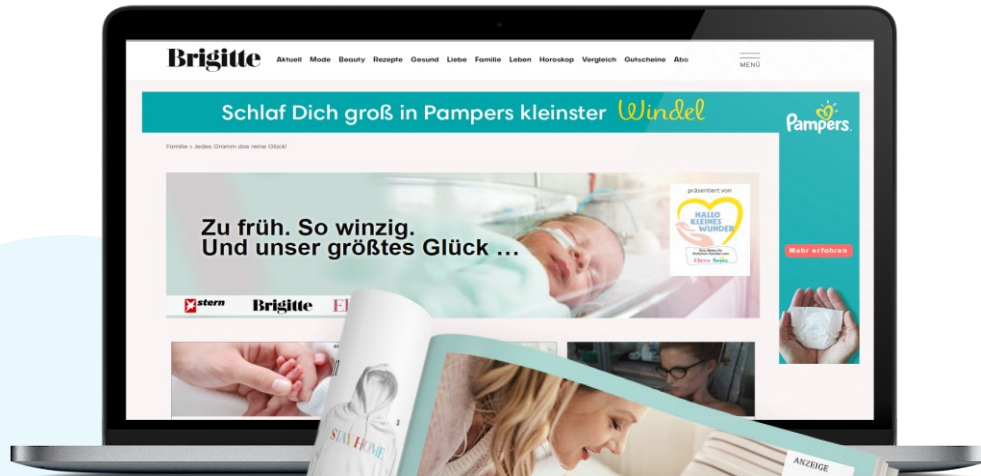 Brigitte
Aktuell Mode Beauty Rezepte Gesund Liebe Familie Leben Horoskop Vergleich Gutscheine Abo
MENÜ
Schlaf Dich groß in Pampers kleinster Windel
Pampers
Familie > Jedes Gramm das reine Glück!
präsentiert von
HALLO
KLEINES
WUNDER
Zu früh. So winzig.
Und unser größtes Glück ...
Mehr erfahren
stern
Brigitte
STAY HOME
ANZEIGE